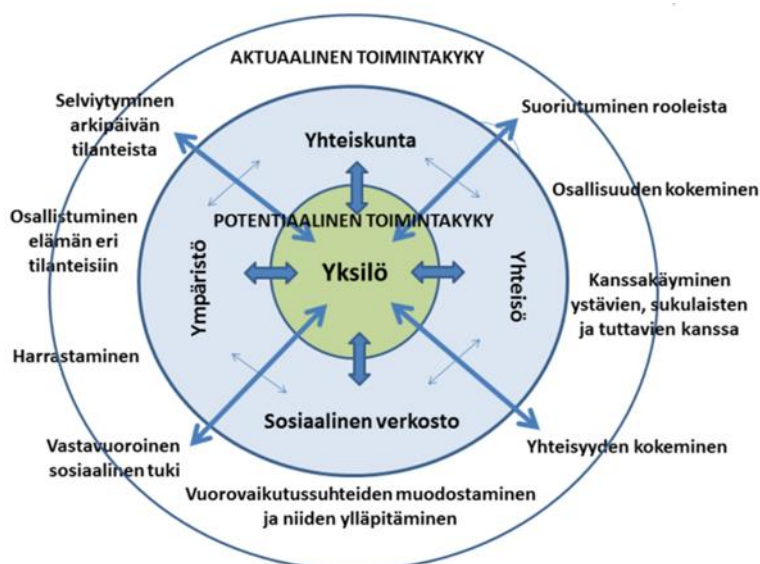 AKTUAALINEN TOIMINTAKYKY
Selviytyminen
arkipäivän
tilanteista
Suoriutuminen rooleista
Yhteiskunta
Osallisuuden kokeminen
POTENTIAALINEN TOIMINTAKYKY
Osallistuminen
elämän eri
tilanteisiin
Ympäristö
Yksilö
Yhteisö
Kanssakäyminen
ystävien, sukulaisten
ja tuttavien kanssa
Harrastaminen
Sosiaalinen verkosto
Vastavuoroinen
sosiaalinen tuki
Yhteisyyden kokeminen
Vuorovaikutussuhteiden muodostaminen
ja niiden ylläpitäminen